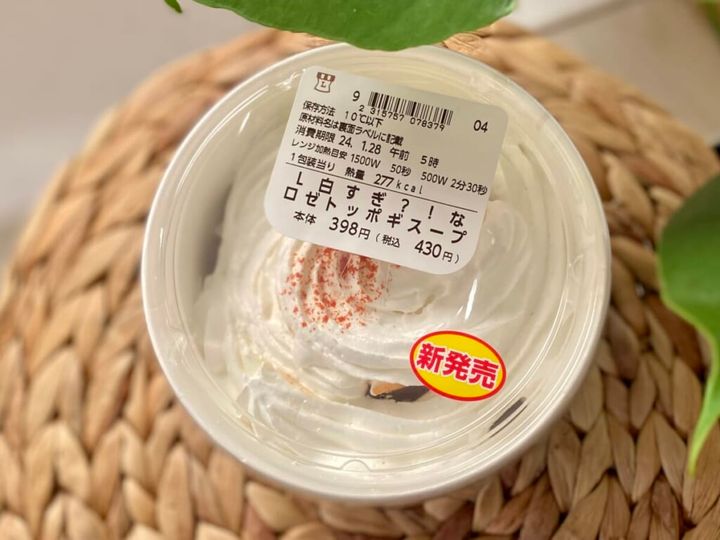 9
2 315757 078379
04
保存方法 10℃以下
原材料名は裏面ラベルに記載
消費期限 24. 1.28 午前 5時
レンジ加熱目安 1500W 50秒 500W 2分30秒
1包装当り 熱量 277kcal
L白すぎ?!な
ロゼトッポギスープ
本体 398円(税込 430円)
新発売